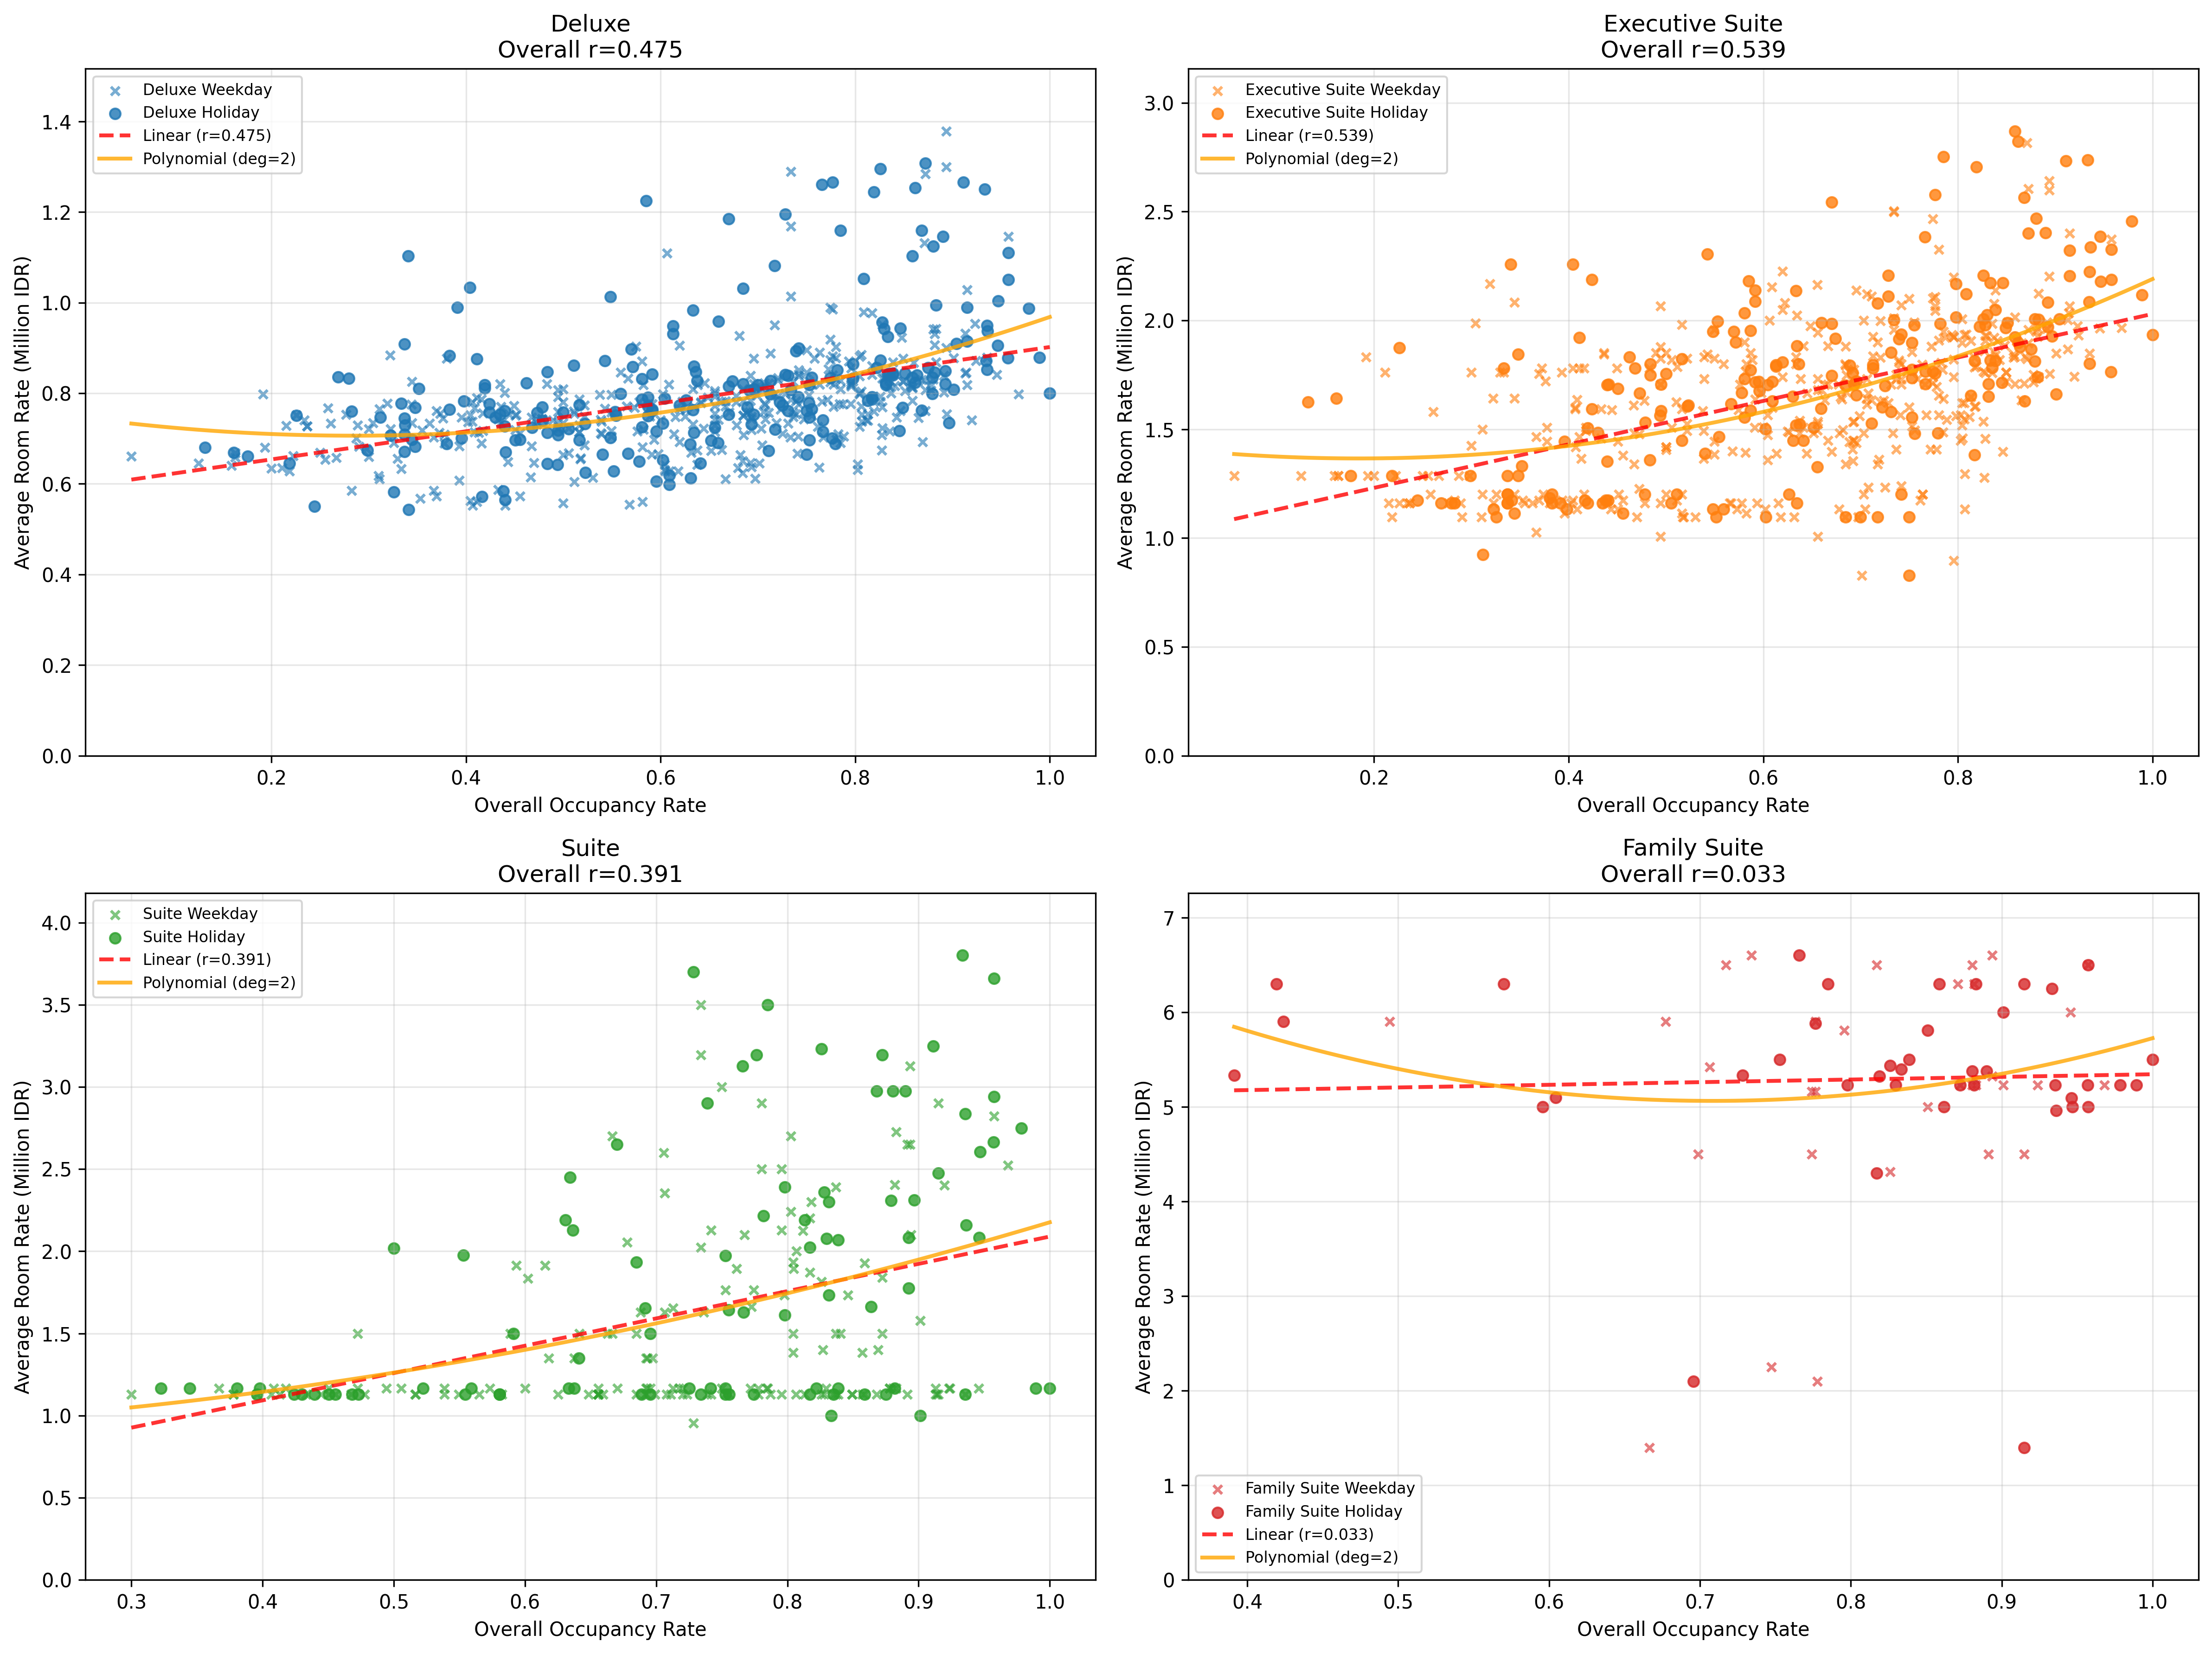 Deluxe
Overall r=0.475
Deluxe Weekday
Deluxe Holiday
Linear (r=0.475)
Polynomial (deg=2)
Average Room Rate (Million IDR)
1.4
1.2
1.0
0.8
0.6
0.4
0.2
0.0
0.2 0.4 0.6 0.8 1.0
Overall Occupancy Rate
Executive Suite
Overall r=0.539
Executive Suite Weekday
Executive Suite Holiday
Linear (r=0.539)
Polynomial (deg=2)
Average Room Rate (Million IDR)
3.0
2.5
2.0
1.5
1.0
0.5
0.0
0.2 0.4 0.6 0.8 1.0
Overall Occupancy Rate
Suite
Overall r=0.391
Suite Weekday
Suite Holiday
Linear (r=0.391)
Polynomial (deg=2)
Average Room Rate (Million IDR)
4.0
3.5
3.0
2.5
2.0
1.5
1.0
0.5
0.0
0.3 0.4 0.5 0.6 0.7 0.8 0.9 1.0
Overall Occupancy Rate
Family Suite
Overall r=0.033
Average Room Rate (Million IDR)
7
6
5
4
3
2
1
0
Family Suite Weekday
Family Suite Holiday
Linear (r=0.033)
Polynomial (deg=2)
0.4 0.5 0.6 0.7 0.8 0.9 1.0
Overall Occupancy Rate